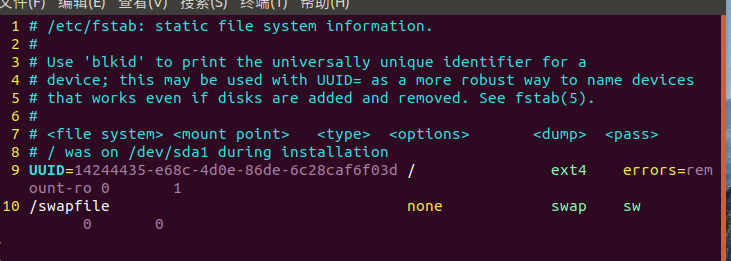 文件(F) 编辑(E) 查看(V) 搜索(S) 终端(T) 帮助(H)
1 # /etc/fstab: static file system information.
2 #
3 # Use 'blkid' to print the universally unique identifier for a
4 # device; this may be used with UUID= as a more robust way to name devices
5 # that works even if disks are added and removed. See fstab(5).
6 #
7 # <file system> <mount point>   <type>  <options>       <dump>  <pass>
8 # / was on /dev/sda1 during installation
9 UUID=14244435-e68c-4d0e-86de-6c28caf6f03d /               ext4    errors=rem
ount-ro 0       1
10 /swapfile                                 none            swap    sw
0       0